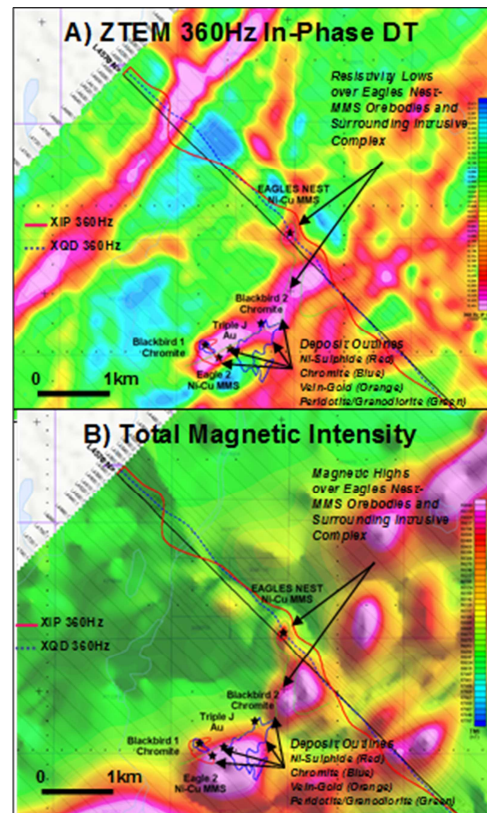 A) ZTEM 360Hz In-Phase DT
Resistivity Lows
over Eagles Nest-
MMS Orebodies and
Surrounding Intrusive
Complex
EAGLES NEST
Ni-Cu MMS
XIP 360Hz
XQD 360Hz
Blackbird 2
Chromite
Triple J
Au
Blackbird 1
Chromite
Eagle 2
Ni-Cu MMS
Deposit Outlines
Ni-Sulphide (Red)
Chromite (Blue)
Vein-Gold (Orange)
Peridotite/Granodiorite (Green)
0 1km
B) Total Magnetic Intensity
Magnetic Highs
over Eagles Nest-
MMS Orebodies and
Surrounding Intrusive
Complex
EAGLES NEST
Ni-Cu MMS
XIP 360Hz
XQD 360Hz
Blackbird 2
Chromite
Triple J
Au
Blackbird 1
Chromite
Eagle 2
Ni-Cu MMS
Deposit Outlines
Ni-Sulphide (Red)
Chromite (Blue)
Vein-Gold (Orange)
Peridotite/Granodiorite (Green)
0 1km